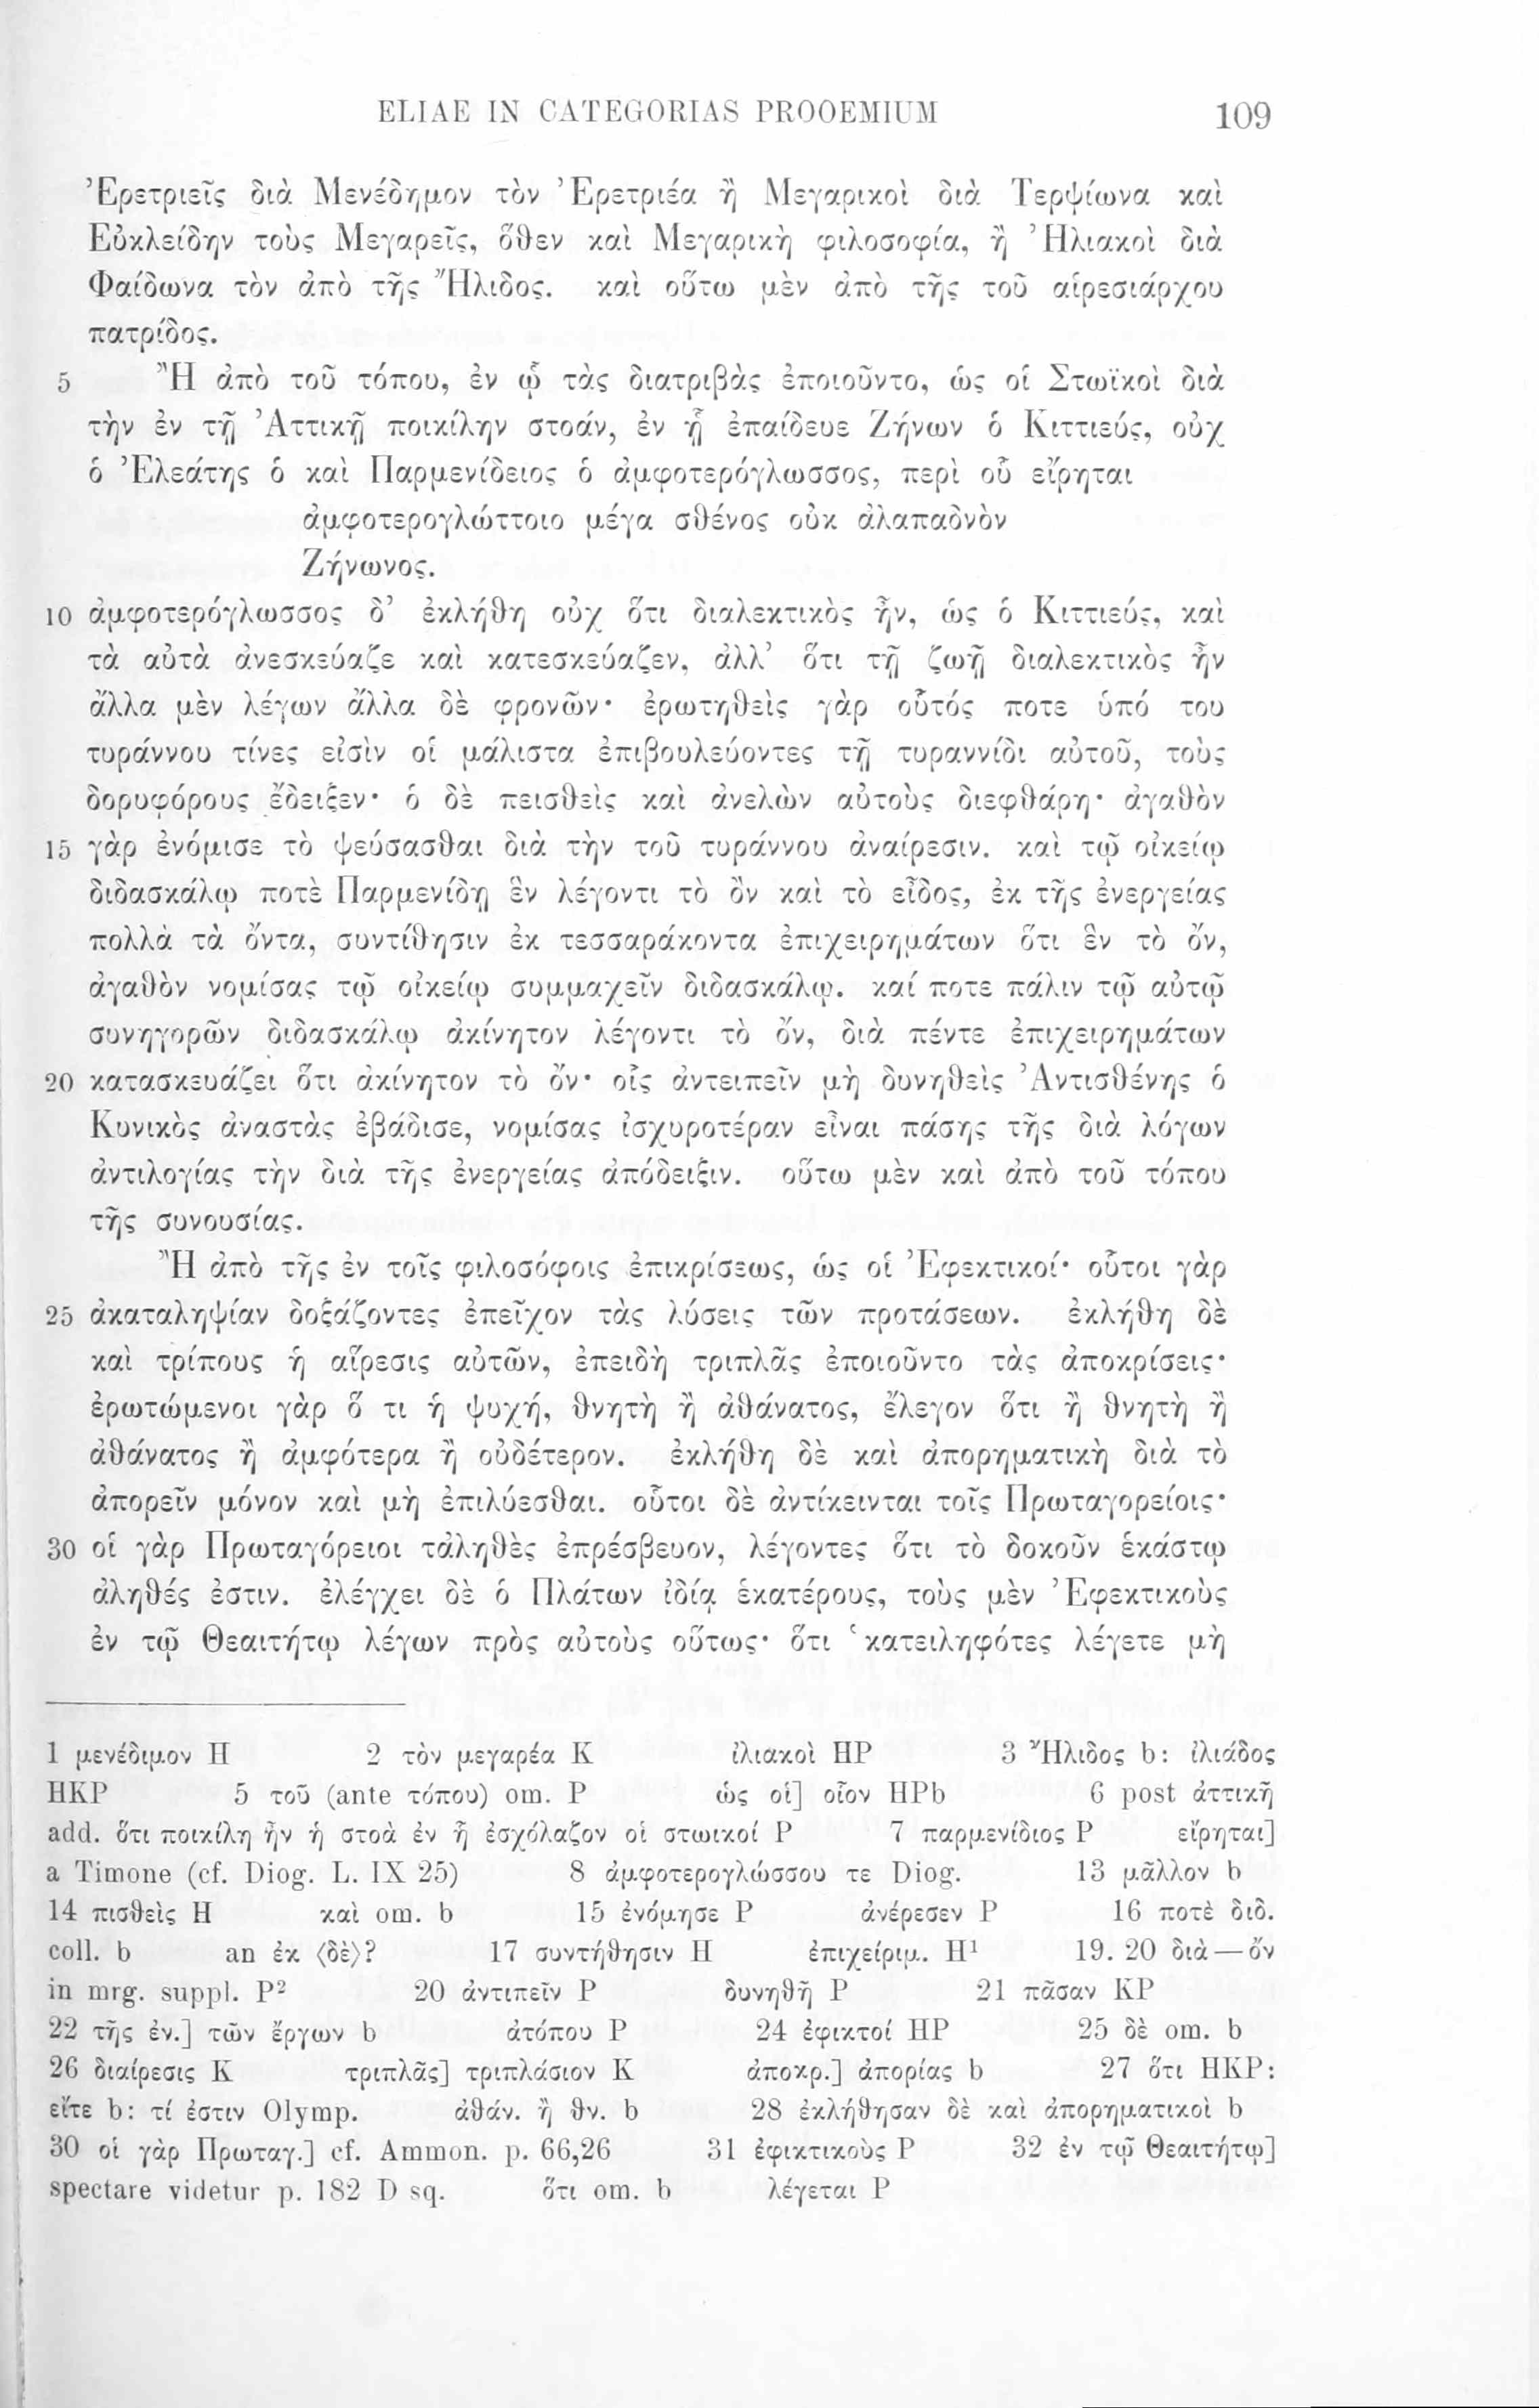 ELIAE IN CATEGORIAS PROOEMIUM 109
Ἐρετριεῖς διὰ Μενέδημον τὸν Ἐρετριέα ἢ Μεγαρικοὶ διὰ Τερψίωνα καὶ
Εὐκλείδην τοὺς Μεγαρεῖς, ὅθεν καὶ Μεγαρικὴ φιλοσοφία, ἢ Ἠλιακοὶ διὰ
Φαίδωνα τὸν ἀπὸ τῆς Ἤλιδος. καὶ οὕτω μὲν ἀπὸ τῆς τοῦ αἱρεσιάρχου
πατρίδος.
5 Ἢ ἀπὸ τοῦ τόπου, ἐν ᾧ τὰς διατριβὰς ἐποιοῦντο, ὡς οἱ Στωϊκοὶ διὰ
τὴν ἐν τῇ Ἀττικῇ ποικίλην στοάν, ἐν ᾗ ἐπαίδευε Ζήνων ὁ Κιττιεύς, οὐχ
ὁ Ἐλεάτης ὁ καὶ Παρμενίδειος ὁ ἀμφοτερόγλωσσος, περὶ οὗ εἴρηται
ἀμφοτερογλώττοιο μέγα σθένος οὐκ ἀλαπαδνὸν
Ζήνωνος.
10 ἀμφοτερόγλωσσος δ’ ἐκλήθη οὐχ ὅτι διαλεκτικὸς ἦν, ὡς ὁ Κιττιεύς, καὶ
τὰ αὐτὰ ἀνεσκεύαζε καὶ κατεσκεύαζεν, ἀλλ’ ὅτι τῇ ζωῇ διαλεκτικὸς ἦν
ἄλλα μὲν λέγων ἄλλα δὲ φρονῶν· ἐρωτηθεὶς γὰρ οὗτός ποτε ὑπό του
τυράννου τίνες εἰσὶν οἱ μάλιστα ἐπιβουλεύοντες τῇ τυραννίδι αὐτοῦ, τοὺς
δορυφόρους ἔδειξεν· ὁ δὲ πεισθεὶς καὶ ἀνελὼν αὐτοὺς διεφθάρη· ἀγαθὸν
15 γὰρ ἐνόμισε τὸ ψεύσασθαι διὰ τὴν τοῦ τυράννου ἀναίρεσιν. καὶ τῷ οἰκείῳ
διδασκάλῳ ποτὲ Παρμενίδῃ ἓν λέγοντι τὸ ὂν καὶ τὸ εἶδος, ἐκ τῆς ἐνεργείας
πολλὰ τὰ ὄντα, συντίθησιν ἐκ τεσσαράκοντα ἐπιχειρημάτων ὅτι ἓν τὸ ὄν,
ἀγαθὸν νομίσας τῷ οἰκείῳ συμμαχεῖν διδασκάλῳ. καί ποτε πάλιν τῷ αὐτῷ
συνηγορῶν διδασκάλῳ ἀκίνητον λέγοντι τὸ ὄν, διὰ πέντε ἐπιχειρημάτων
20 κατασκευάζει ὅτι ἀκίνητον τὸ ὄν· οἷς ἀντειπεῖν μὴ δυνηθεὶς Ἀντισθένης ὁ
Κυνικὸς ἀναστὰς ἐβάδισε, νομίσας ἰσχυροτέραν εἶναι πάσης τῆς διὰ λόγων
ἀντιλογίας τὴν διὰ τῆς ἐνεργείας ἀπόδειξιν. οὕτω μὲν καὶ ἀπὸ τοῦ τόπου
τῆς συνουσίας.
Ἢ ἀπὸ τῆς ἐν τοῖς φιλοσόφοις ἐπικρίσεως, ὡς οἱ Ἐφεκτικοί· οὗτοι γὰρ
25 ἀκαταληψίαν δοξάζοντες ἐπεῖχον τὰς λύσεις τῶν προτάσεων. ἐκλήθη δὲ
καὶ τρίπους ἡ αἵρεσις αὐτῶν, ἐπειδὴ τριπλᾶς ἐποιοῦντο τὰς ἀποκρίσεις·
ἐρωτώμενοι γὰρ ὅ τι ἡ ψυχή, θνητὴ ἢ ἀθάνατος, ἔλεγον ὅτι ἢ θνητὴ ἢ
ἀθάνατος ἢ ἀμφότερα ἢ οὐδέτερον. ἐκλήθη δὲ καὶ ἀπορηματικὴ διὰ τὸ
ἀπορεῖν μόνον καὶ μὴ ἐπιλύεσθαι. οὗτοι δὲ ἀντίκεινται τοῖς Πρωταγορείοις·
30 οἱ γὰρ Πρωταγόρειοι τἀληθὲς ἐπρέσβευον, λέγοντες ὅτι τὸ δοκοῦν ἑκάστῳ
ἀληθές ἐστιν. ἐλέγχει δὲ ὁ Πλάτων ἰδίᾳ ἑκατέρους, τοὺς μὲν Ἐφεκτικοὺς
ἐν τῷ Θεαιτήτῳ λέγων πρὸς αὐτοὺς οὕτως· ὅτι ‘κατειληφότες λέγετε μὴ
1 μενέδιμον H 2 τὸν μεγαρέα K ἰλιακοὶ HP 3 Ἤλιδος b: ἰλιάδος
HKP 5 τοῦ (ante τόπου) om. P ὡς οἱ] οἷον HPb 6 post ἀττικῇ
add. ὅτι ποικίλη ἦν ἡ στοὰ ἐν ᾗ ἐσχόλαζον οἱ στωικοί P 7 παρμενίδιος P εἴρηται]
a Timone (cf. Diog. L. IX 25) 8 ἀμφοτερογλώσσου τε Diog. 13 μᾶλλον b
14 πισθεὶς H καὶ om. b 15 ἐνόμησε P ἀνέρεσεν P 16 ποτὲ διδ.
coll. b an ἐκ ⟨δὲ⟩? 17 συντήθησιν H ἐπιχείριμ. H¹ 19. 20 διὰ — ὄν
in mrg. suppl. P² 20 ἀντιπεῖν P δυνηθῆ P 21 πᾶσαν KP
22 τῆς ἐν.] τῶν ἔργων b ἀτόπου P 24 ἐφικτοί HP 25 δὲ om. b
26 διαίρεσις K τριπλᾶς] τριπλάσιον K ἀποκρ.] ἀπορίας b 27 ὅτι HKP:
εἴτε b: τί ἐστιν Olymp. ἀθάν. ἢ θν. b 28 ἐκλήθησαν δὲ καὶ ἀπορηματικοὶ b
30 οἱ γὰρ Πρωταγ.] cf. Ammon. p. 66,26 31 ἐφικτικοὺς P 32 ἐν τῷ Θεαιτήτῳ]
spectare videtur p. 182 D sq. ὅτι om. b λέγεται P